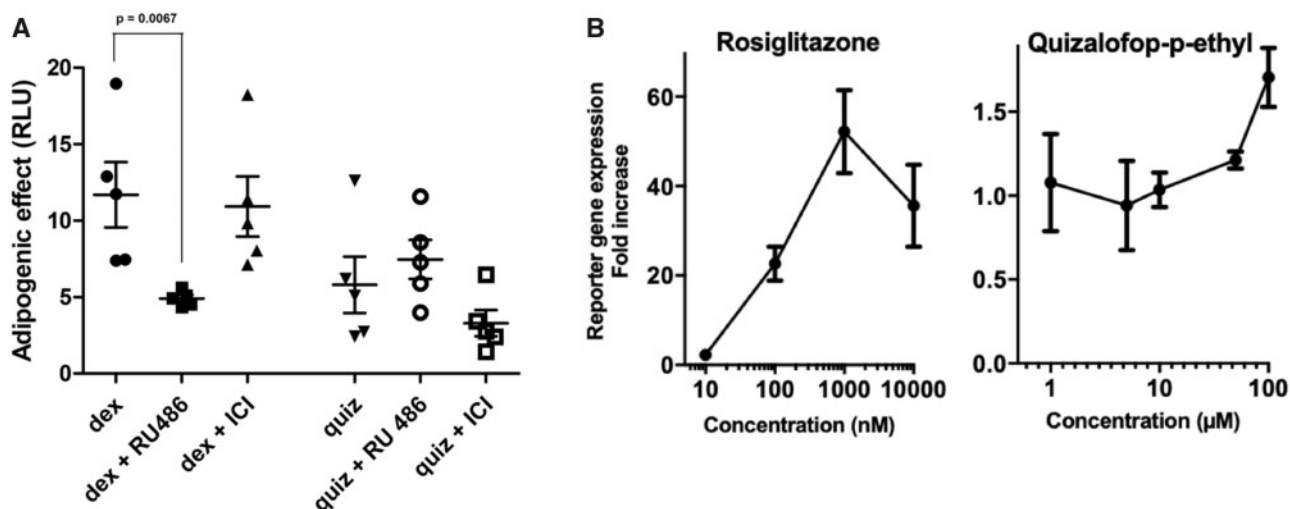 A
p = 0.0067
Adipogenic effect (RLU)
20
15
10
5
0
dex
dex + RU486
dex + ICI
quiz
quiz + RU 486
quiz + ICI
B
Rosiglitazone
Reporter gene expression
Fold increase
60
40
20
0
10 100 1000 10000
Concentration (nM)
Quizalofop-p-ethyl
1.5
1.0
0.5
0.0
1 10 100
Concentration (µM)